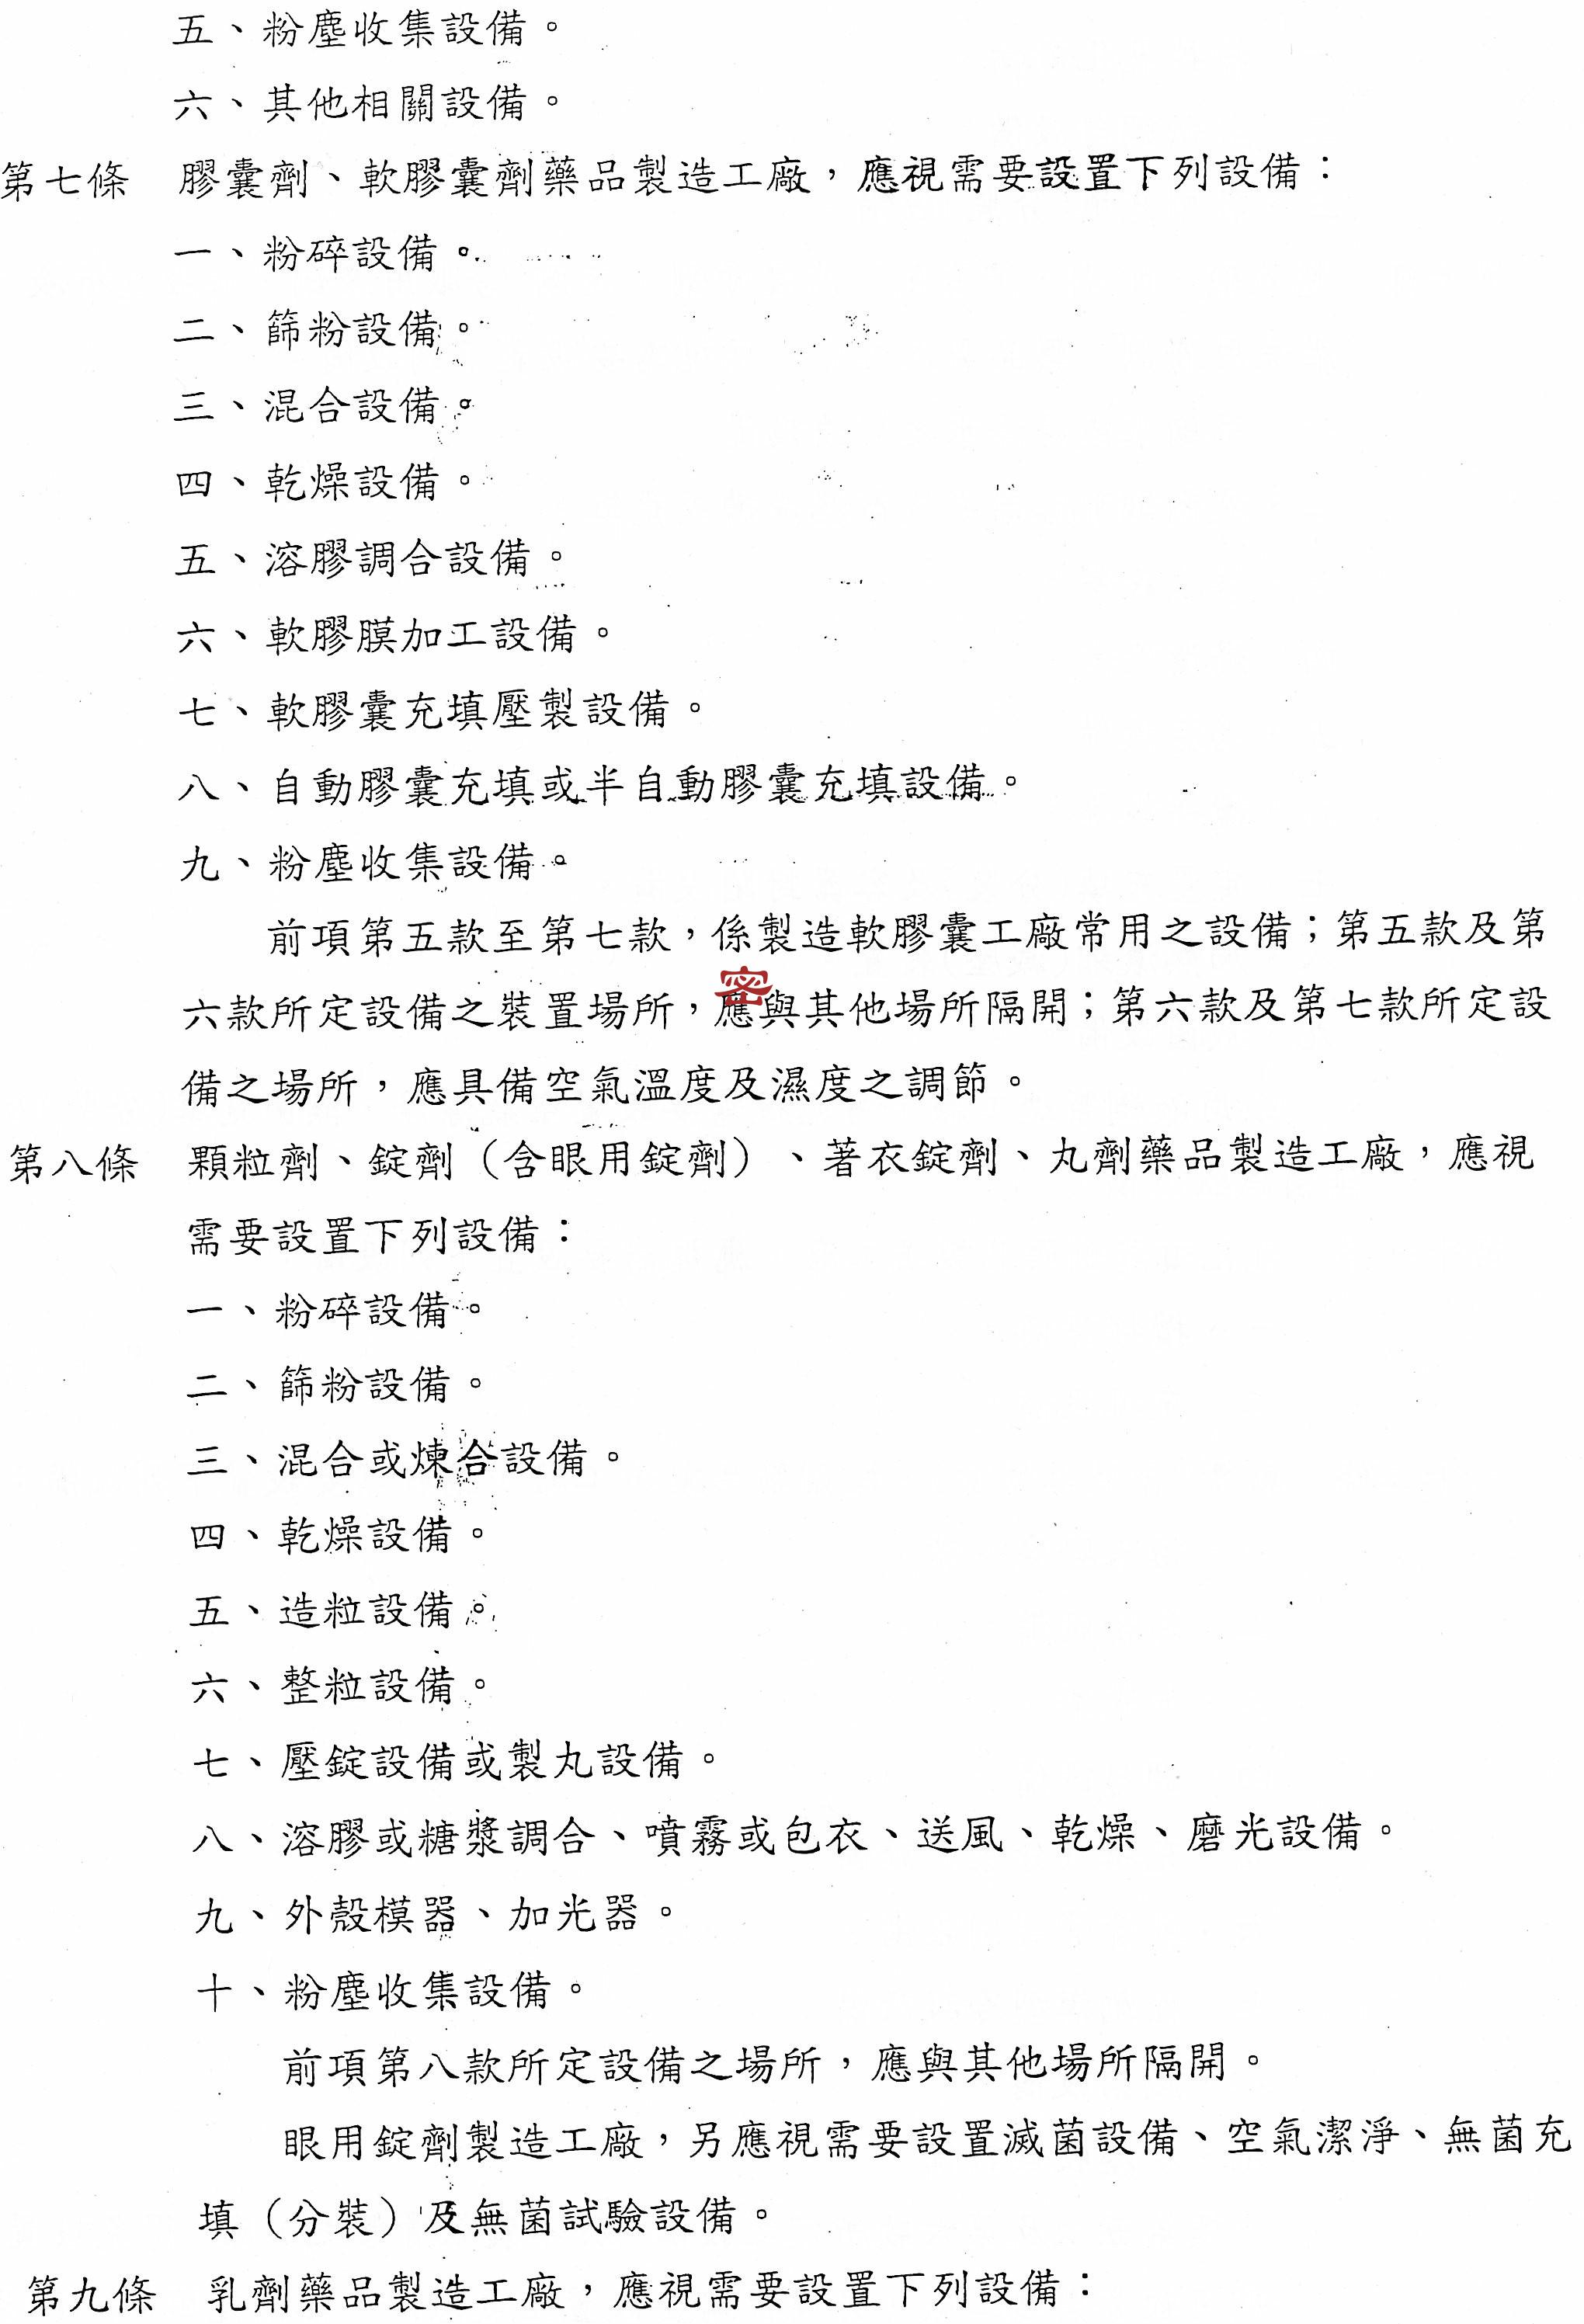 五、粉塵收集設備。
六、其他相關設備。
第七條　膠囊劑、軟膠囊劑藥品製造工廠，應視需要設置下列設備：
一、粉碎設備。
二、篩粉設備。
三、混合設備。
四、乾燥設備。
五、溶膠調合設備。
六、軟膠膜加工設備。
七、軟膠囊充填壓製設備。
八、自動膠囊充填或半自動膠囊充填設備。
九、粉塵收集設備。
前項第五款至第七款，係製造軟膠囊工廠常用之設備；第五款及第
密
六款所定設備之裝置場所，應與其他場所隔開；第六款及第七款所定設
備之場所，應具備空氣溫度及濕度之調節。
第八條　顆粒劑、錠劑（含眼用錠劑）、著衣錠劑、丸劑藥品製造工廠，應視
需要設置下列設備：
一、粉碎設備。
二、篩粉設備。
三、混合或煉合設備。
四、乾燥設備。
五、造粒設備。
六、整粒設備。
七、壓錠設備或製丸設備。
八、溶膠或糖漿調合、噴霧或包衣、送風、乾燥、磨光設備。
九、外殼模器、加光器。
十、粉塵收集設備。
前項第八款所定設備之場所，應與其他場所隔開。
眼用錠劑製造工廠，另應視需要設置滅菌設備、空氣潔淨、無菌充
填（分裝）及無菌試驗設備。
第九條　乳劑藥品製造工廠，應視需要設置下列設備：